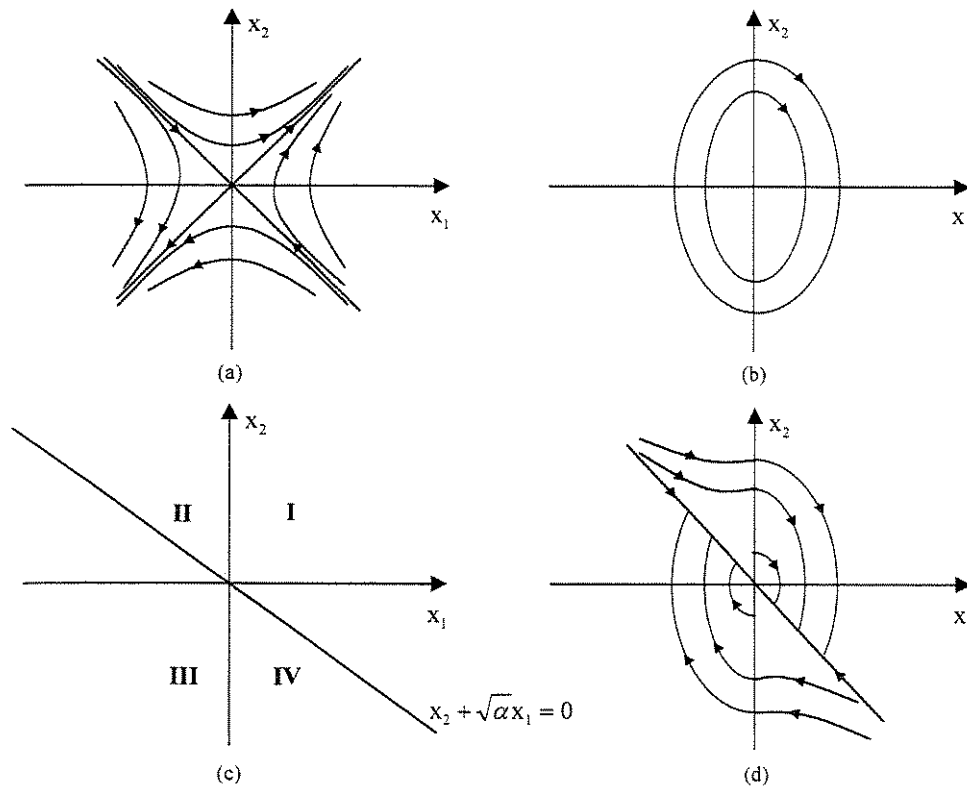 x₂
x₁
(a)
x₂
x
(b)
x₂
II
I
x₁
III
IV
x₂ + √α x₁ = 0
(c)
x₂
x
(d)